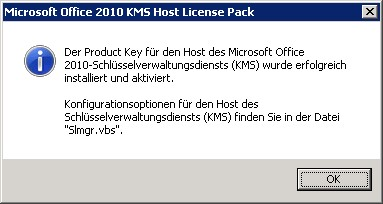 Microsoft Office 2010 KMS Host License Pack
Der Product Key für den Host des Microsoft Office
2010-Schlüsselverwaltungsdiensts (KMS) wurde erfolgreich
installiert und aktiviert.
Konfigurationsoptionen für den Host des
Schlüsselverwaltungsdiensts (KMS) finden Sie in der Datei
"Slmgr.vbs".
OK